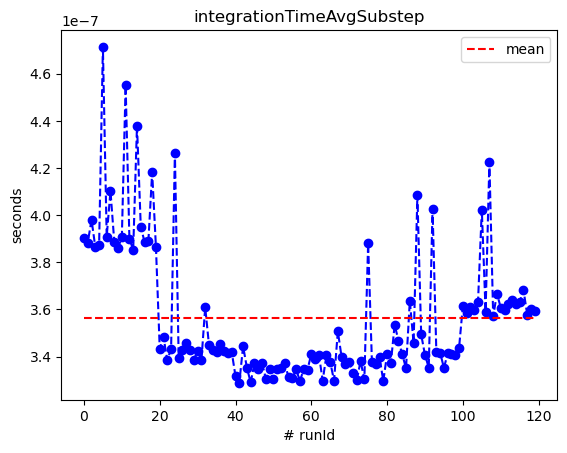 integrationTimeAvgSubstep
1e−7
mean
4.6
4.4
4.2
4.0
3.8
3.6
3.4
seconds
0 20 40 60 80 100 120
# runId